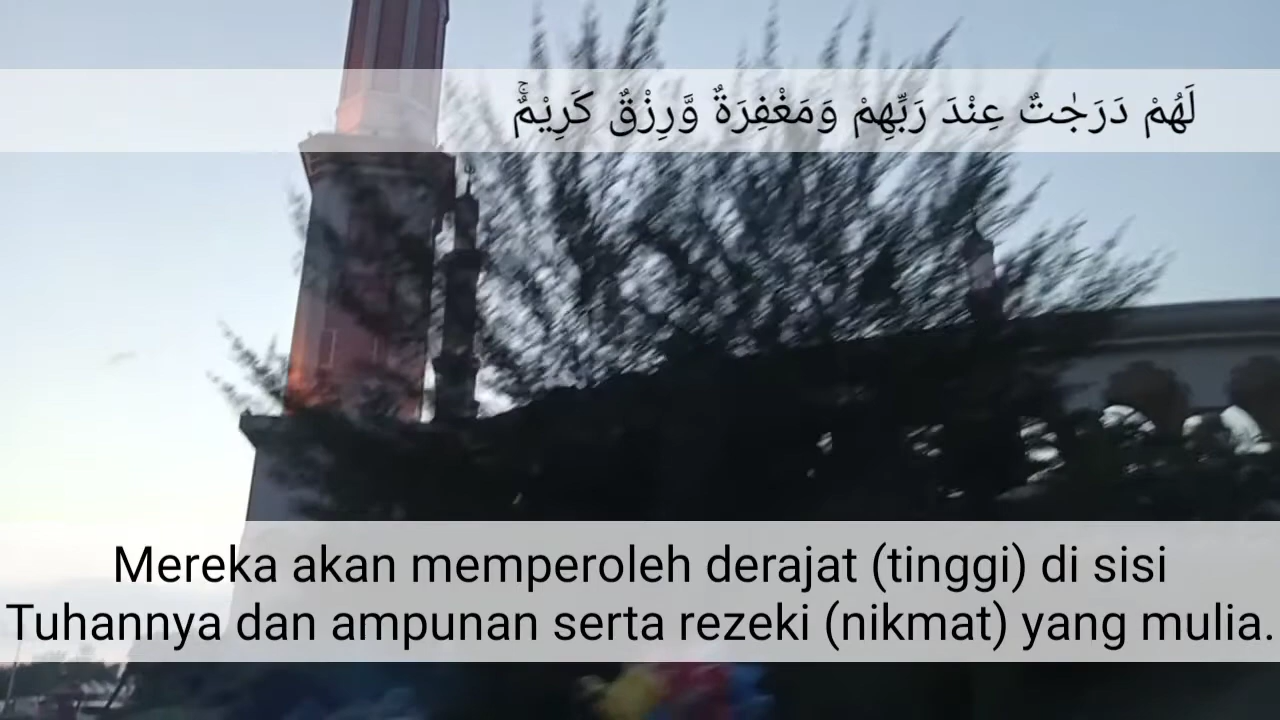 لَهُمْ دَرَجٰتٌ عِنْدَ رَبِّهِمْ وَمَغْفِرَةٌ وَّرِزْقٌ كَرِيْمٌۚ
Mereka akan memperoleh derajat (tinggi) di sisi
Tuhannya dan ampunan serta rezeki (nikmat) yang mulia.